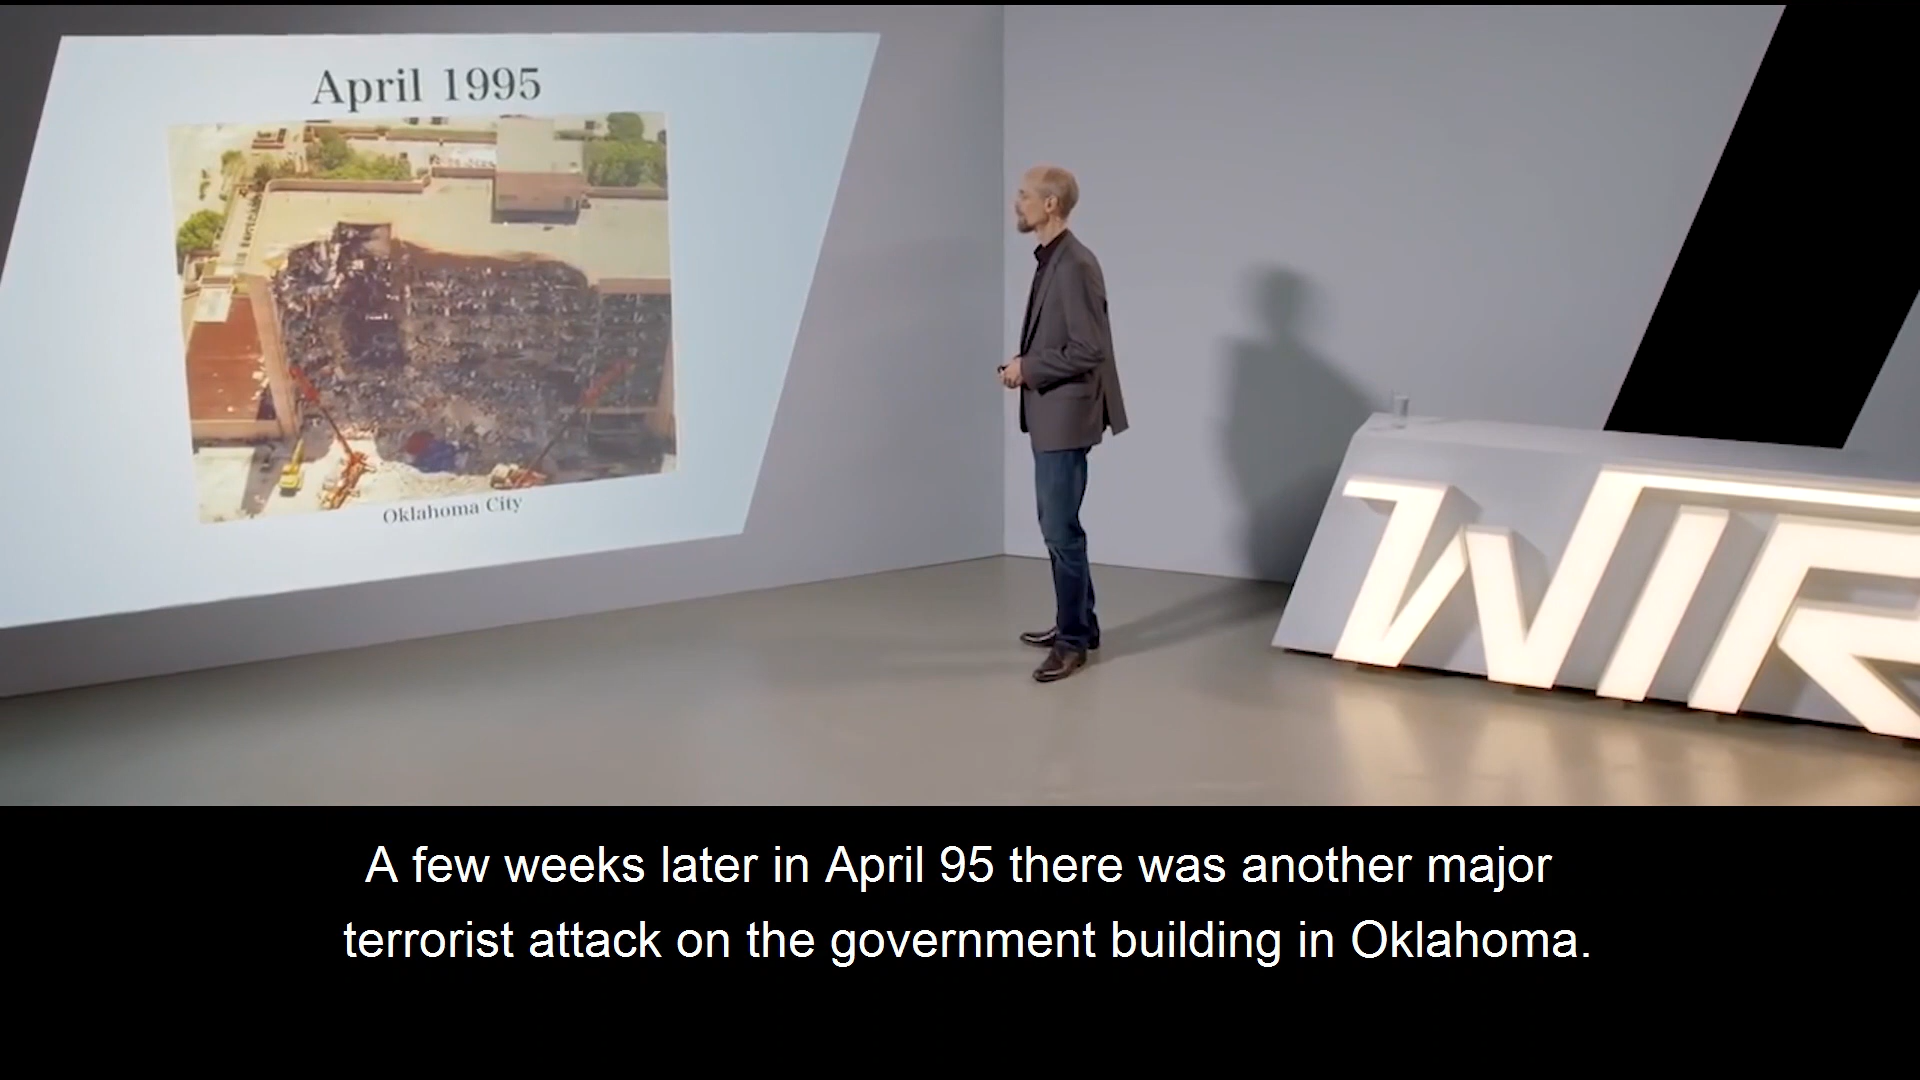 April 1995
Oklahoma City
WIR
A few weeks later in April 95 there was another major
terrorist attack on the government building in Oklahoma.